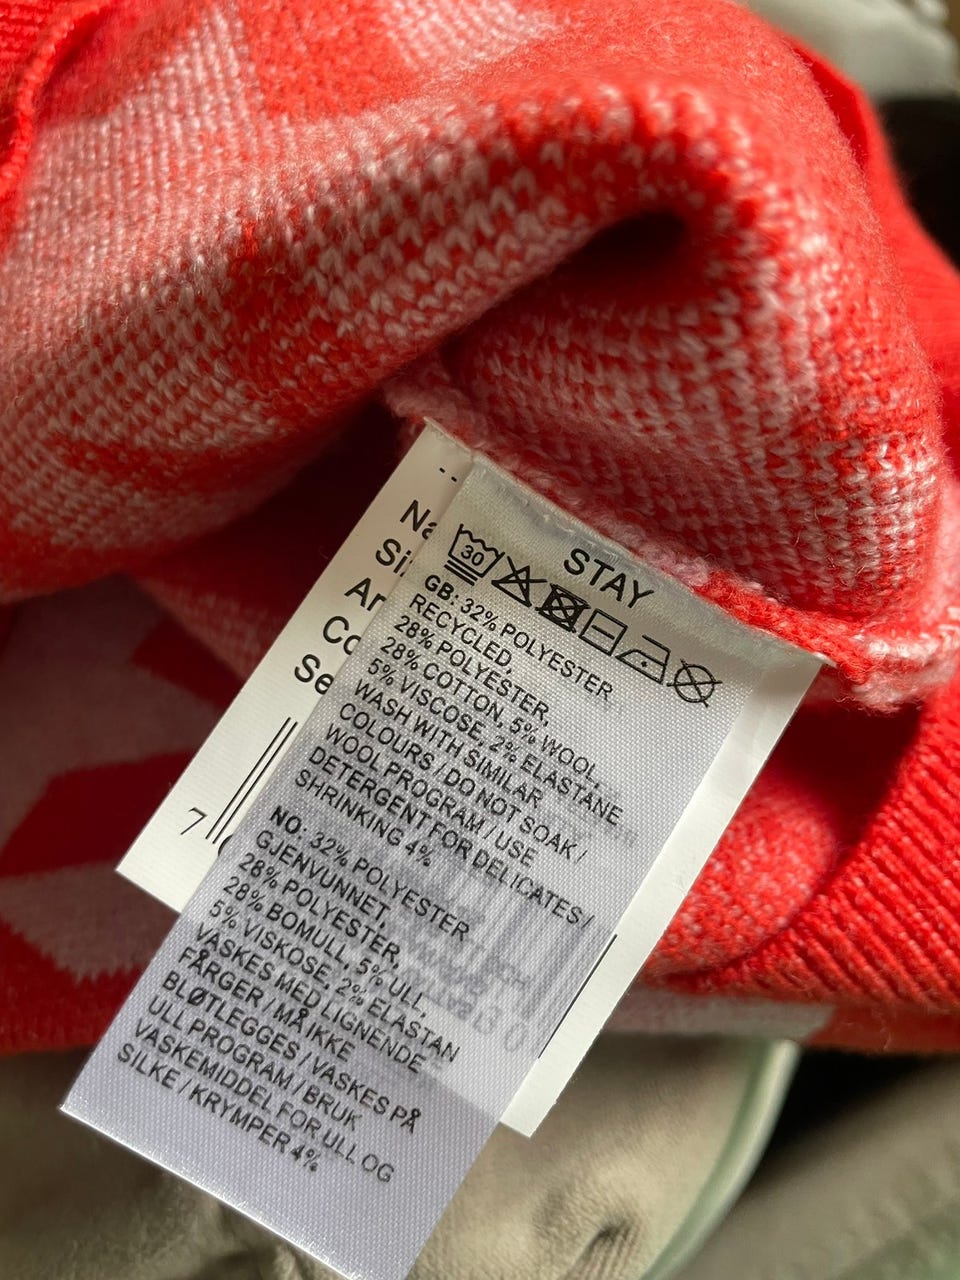 STAY
30
GB: 32% POLYESTER
RECYCLED,
28% POLYESTER,
28% COTTON, 5% WOOL,
5% VISCOSE, 2% ELASTANE
WASH WITH SIMILAR
COLOURS / DO NOT SOAK /
WOOL PROGRAM / USE
DETERGENT FOR DELICATES /
SHRINKING 4%
NO: 32% POLYESTER
GJENVUNNET,
28% POLYESTER,
28% BOMULL, 5% ULL,
5% VISKOSE, 2% ELASTAN
VASKES MED LIGNENDE
FÅRGER / MÅ IKKE
BLØTLEGGES / VASKES PÅ
ULL PROGRAM / BRUK
VASKEMIDDEL FOR ULL OG
SILKE / KRYMPER 4%
7